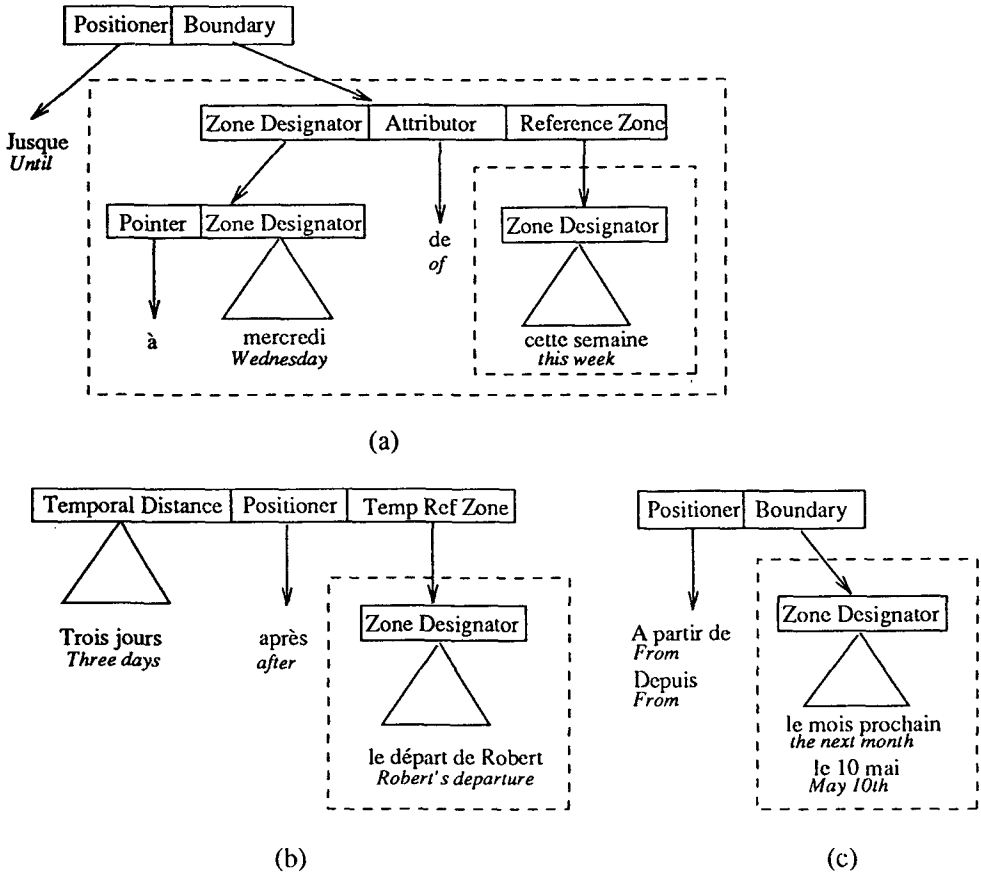 Positioner Boundary
Zone Designator Attributor Reference Zone
Jusque
Until
Pointer Zone Designator
Zone Designator
de
of
à
mercredi
Wednesday
cette semaine
this week
(a)
Temporal Distance Positioner Temp Ref Zone
Trois jours
Three days
après
after
Zone Designator
le départ de Robert
Robert's departure
(b)
Positioner Boundary
Zone Designator
A partir de
From
Depuis
From
le mois prochain
the next month
le 10 mai
May 10th
(c)